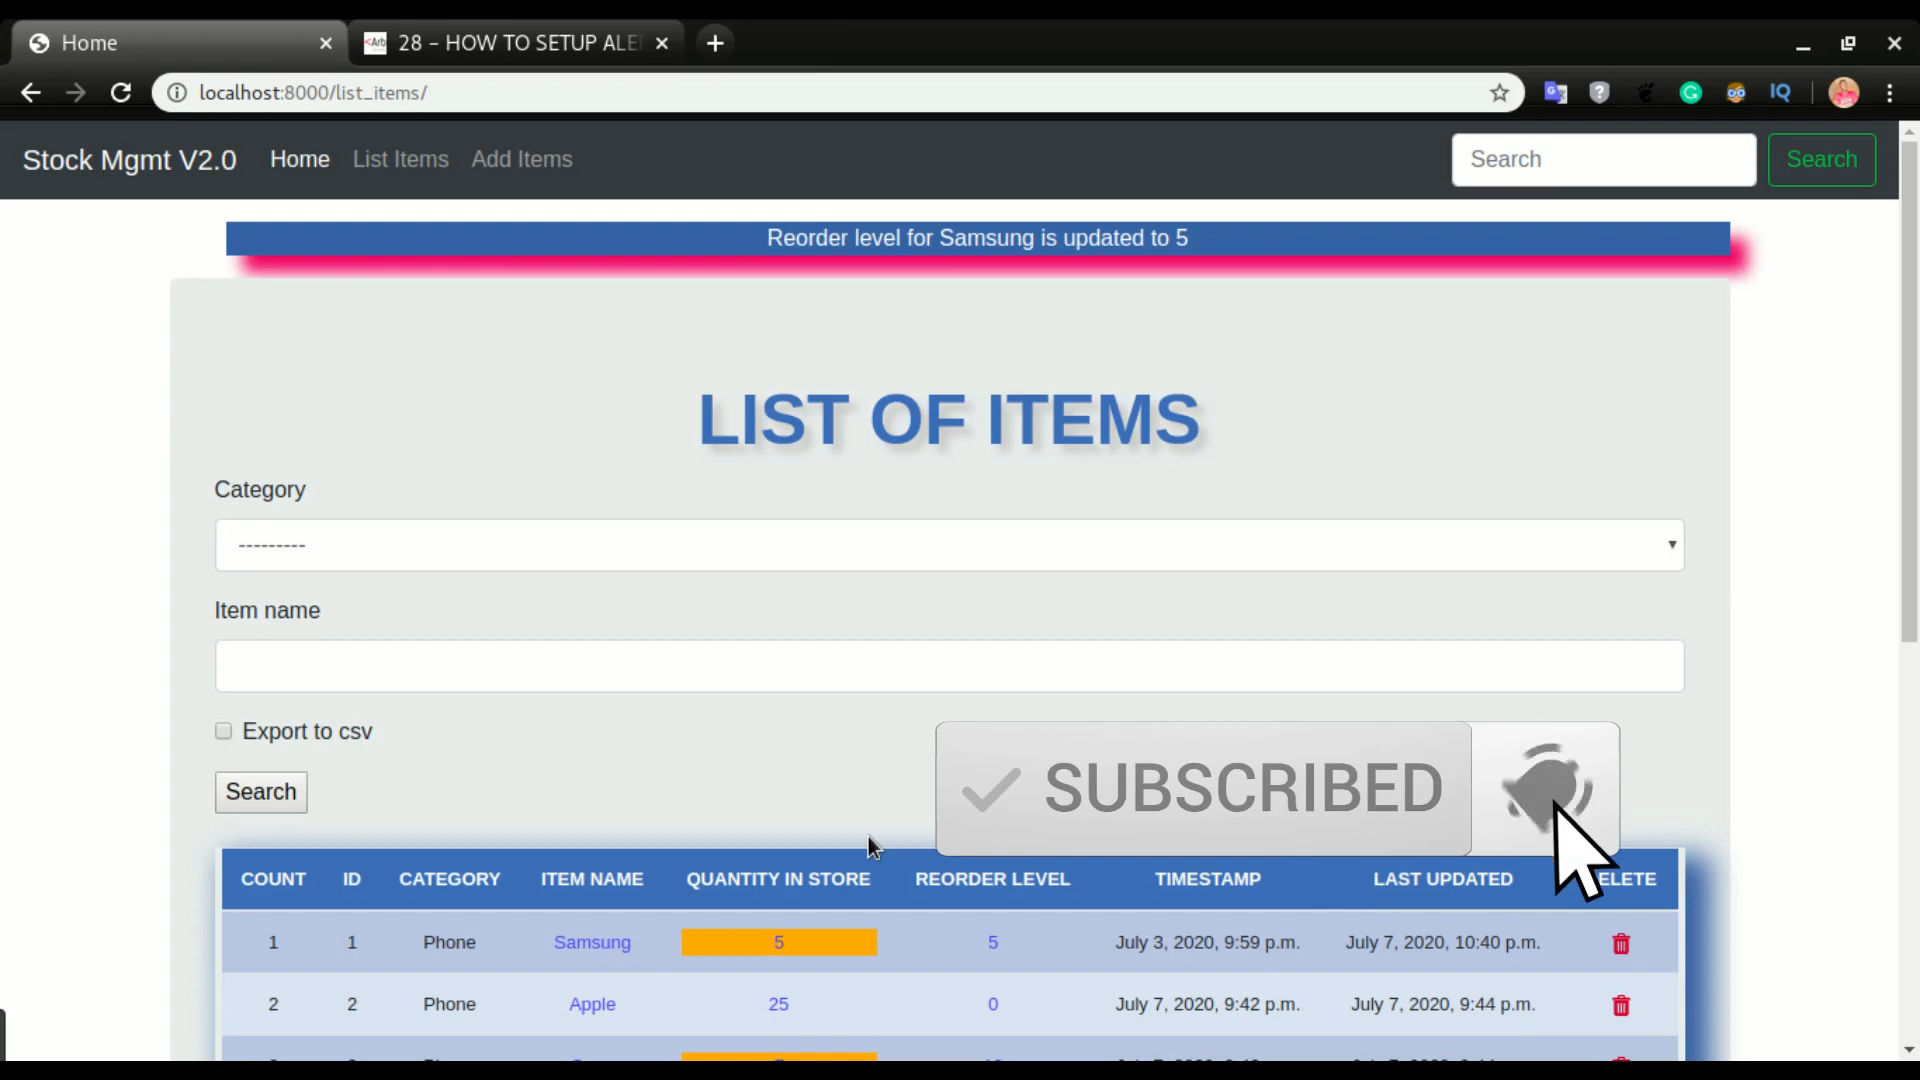 Home
28 – HOW TO SETUP ALE
localhost:8000/list_items/
IQ
Stock Mgmt V2.0 Home List Items Add Items Search Search
Reorder level for Samsung is updated to 5
LIST OF ITEMS
Category
---------
Item name
Export to csv
SUBSCRIBED
Search
COUNT ID CATEGORY ITEM NAME QUANTITY IN STORE REORDER LEVEL TIMESTAMP LAST UPDATED ELETE
1 1 Phone Samsung 5 5 July 3, 2020, 9:59 p.m. July 7, 2020, 10:40 p.m.
2 2 Phone Apple 25 0 July 7, 2020, 9:42 p.m. July 7, 2020, 9:44 p.m.